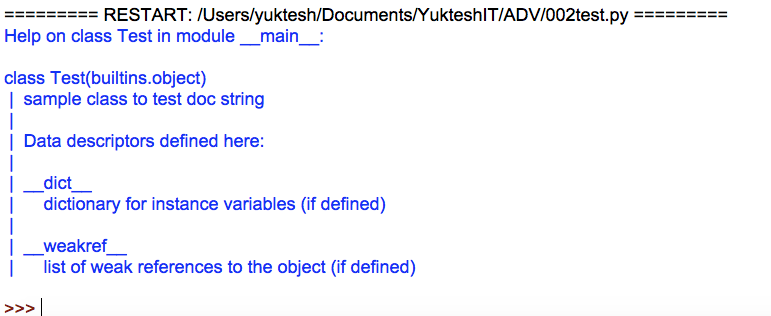 ========= RESTART: /Users/yuktesh/Documents/YukteshIT/ADV/002test.py =========
Help on class Test in module __main__:
class Test(builtins.object)
| sample class to test doc string
|
| Data descriptors defined here:
|
| __dict__
| dictionary for instance variables (if defined)
|
| __weakref__
| list of weak references to the object (if defined)
>>>